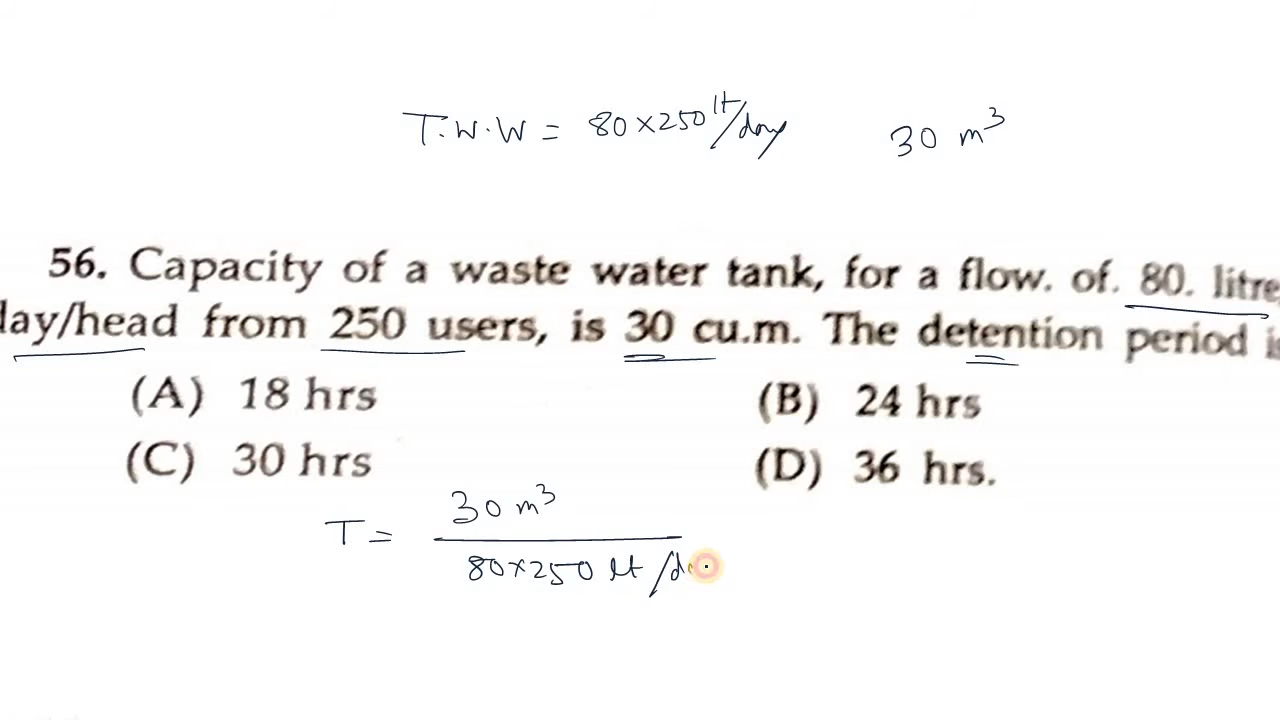 T.W.W = 80×250 lt/day 30 m³
56. Capacity of a waste water tank, for a flow. of. 80. litre
day/head from 250 users, is 30 cu.m. The detention period is
(A) 18 hrs (B) 24 hrs
(C) 30 hrs (D) 36 hrs.
T = 30 m³
80×250 lt/da